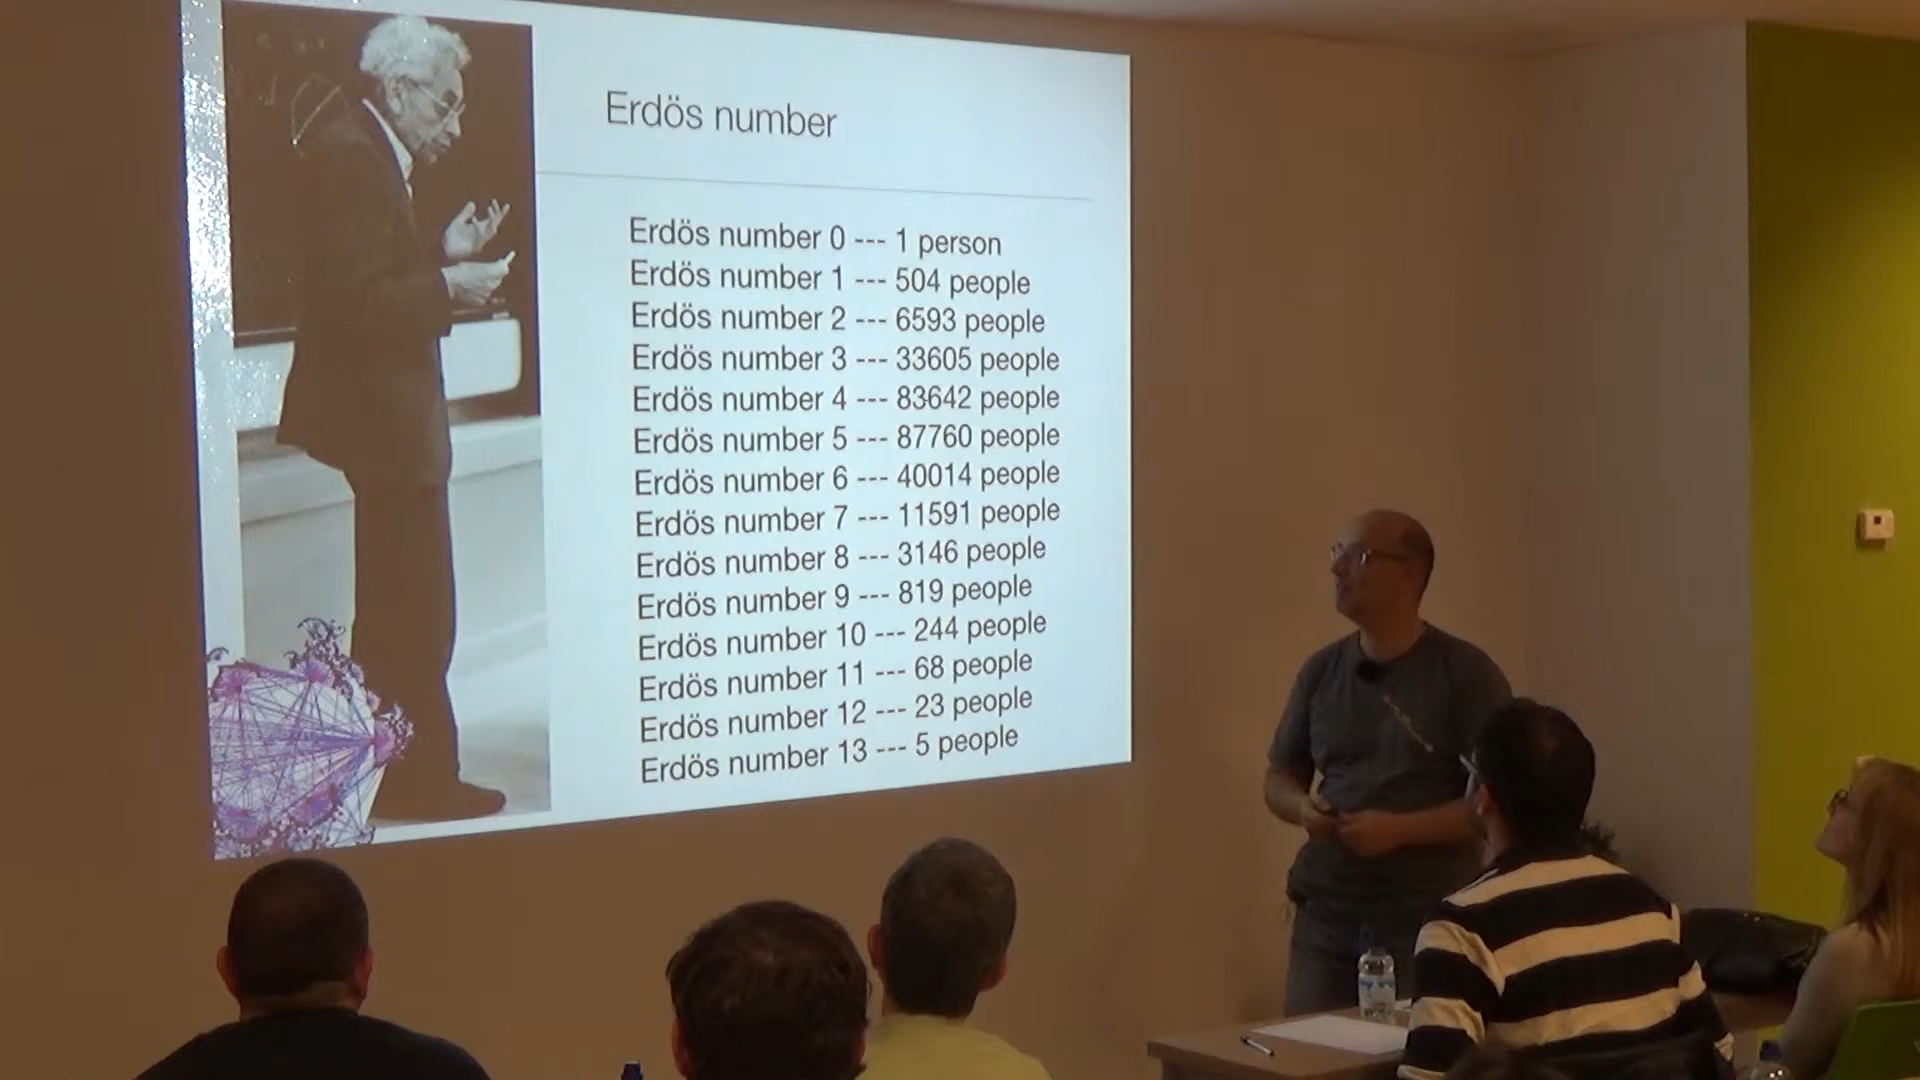 Erdös number
Erdös number 0 --- 1 person
Erdös number 1 --- 504 people
Erdös number 2 --- 6593 people
Erdös number 3 --- 33605 people
Erdös number 4 --- 83642 people
Erdös number 5 --- 87760 people
Erdös number 6 --- 40014 people
Erdös number 7 --- 11591 people
Erdös number 8 --- 3146 people
Erdös number 9 --- 819 people
Erdös number 10 --- 244 people
Erdös number 11 --- 68 people
Erdös number 12 --- 23 people
Erdös number 13 --- 5 people